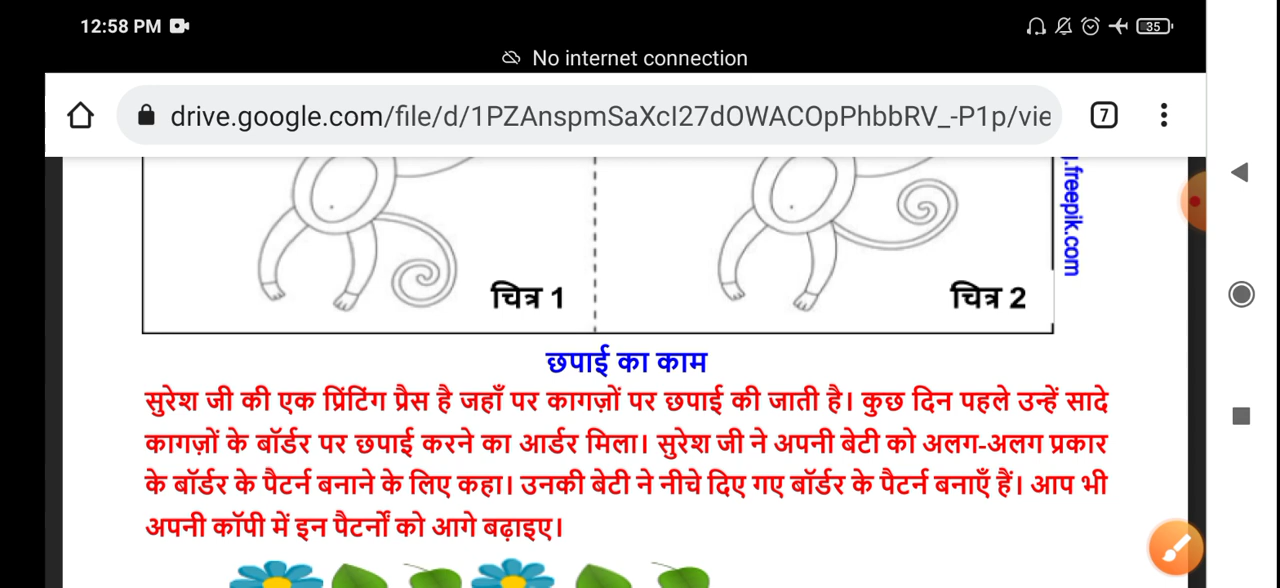 12:58 PM
35
No internet connection
drive.google.com/file/d/1PZAnspmSaXcI27dOWACOpPhbbRV_-P1p/vie
7
.freepik.com
चित्र 1
चित्र 2
छपाई का काम
सुरेश जी की एक प्रिंटिंग प्रैस है जहाँ पर कागज़ों पर छपाई की जाती है। कुछ दिन पहले उन्हें सादे
कागज़ों के बॉर्डर पर छपाई करने का आर्डर मिला। सुरेश जी ने अपनी बेटी को अलग-अलग प्रकार
के बॉर्डर के पैटर्न बनाने के लिए कहा। उनकी बेटी ने नीचे दिए गए बॉर्डर के पैटर्न बनाएँ हैं। आप भी
अपनी कॉपी में इन पैटर्नों को आगे बढ़ाइए।